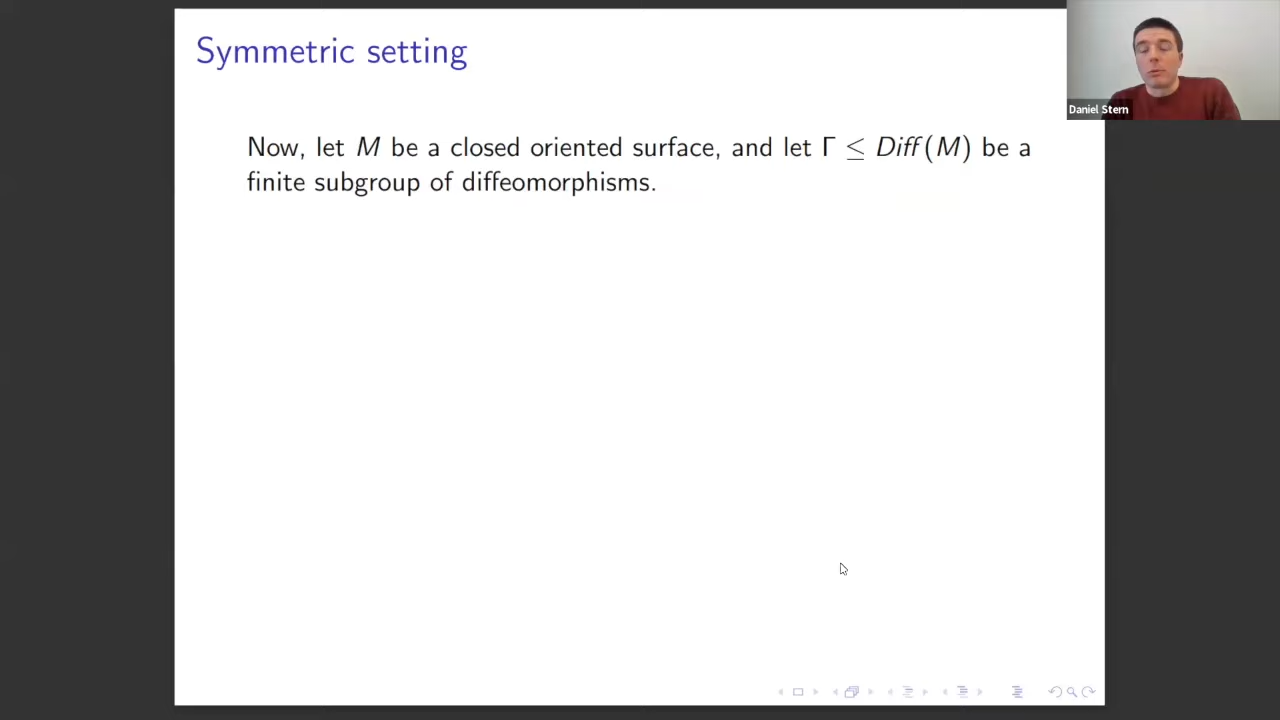 Symmetric setting
Now, let M be a closed oriented surface, and let Γ ≤ Diff(M) be a
finite subgroup of diffeomorphisms.
Daniel Stern